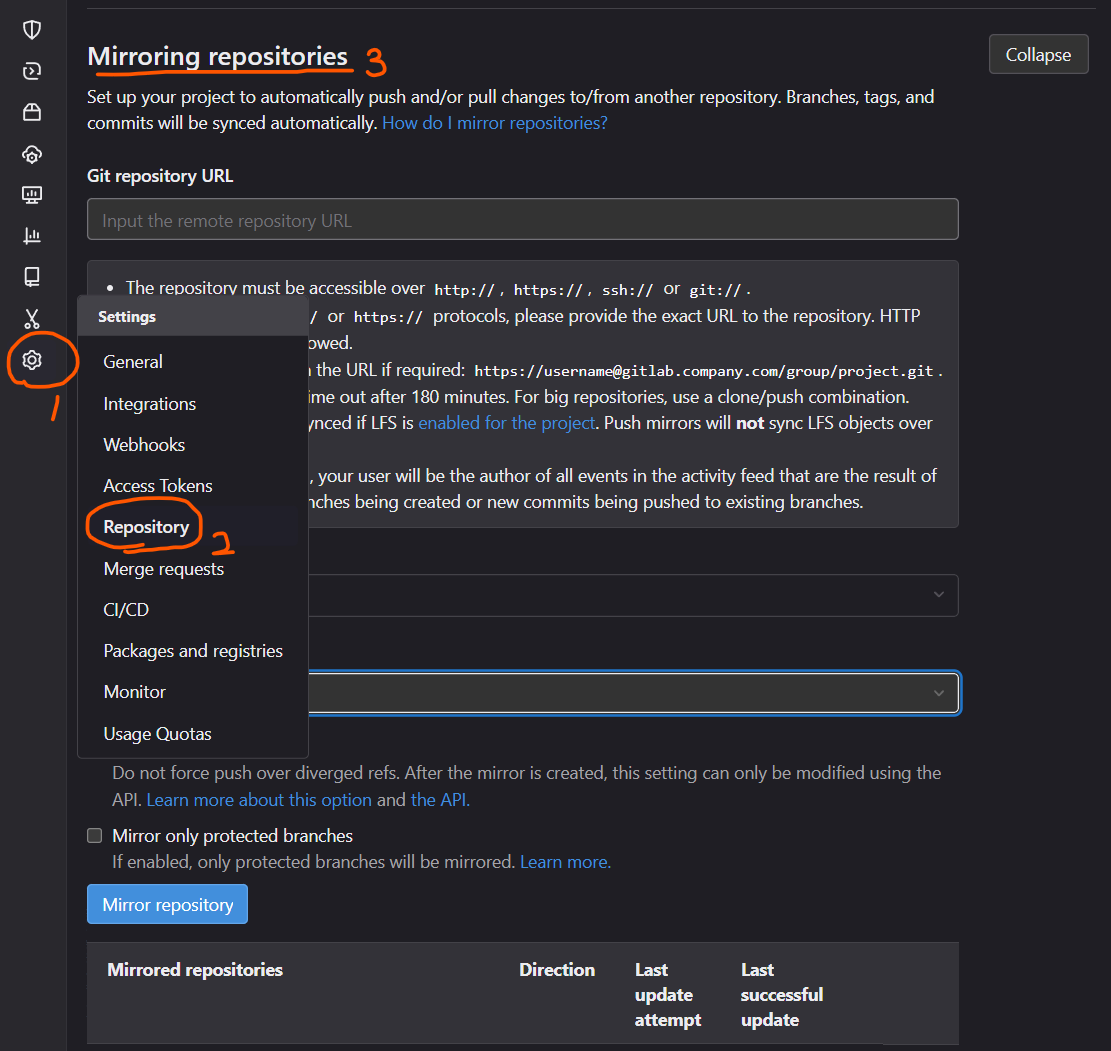 Mirroring repositories 3
Collapse
Set up your project to automatically push and/or pull changes to/from another repository. Branches, tags, and
commits will be synced automatically. How do I mirror repositories?
Git repository URL
Input the remote repository URL
• The repository must be accessible over http://, https://, ssh:// or git://.
Settings
/ or https:// protocols, please provide the exact URL to the repository. HTTP
owed.
General
the URL if required: https://username@gitlab.company.com/group/project.git.
Integrations
ime out after 180 minutes. For big repositories, use a clone/push combination.
1
ynced if LFS is enabled for the project. Push mirrors will not sync LFS objects over
Webhooks
, your user will be the author of all events in the activity feed that are the result of
Access Tokens
nches being created or new commits being pushed to existing branches.
Repository 2
Merge requests
CI/CD
Packages and registries
Monitor
Usage Quotas
Do not force push over diverged refs. After the mirror is created, this setting can only be modified using the
API. Learn more about this option and the API.
Mirror only protected branches
If enabled, only protected branches will be mirrored. Learn more.
Mirror repository
Mirrored repositories
Direction
Last
update
attempt
Last
successful
update